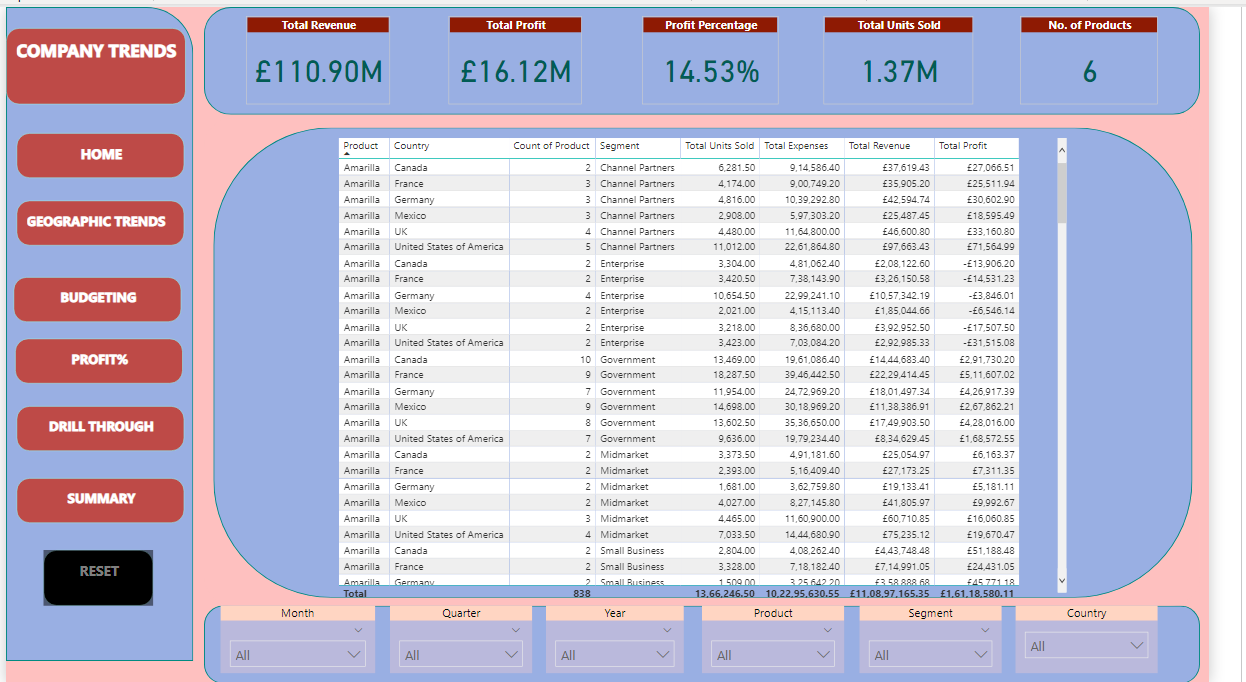 COMPANY TRENDS
HOME
GEOGRAPHIC TRENDS
BUDGETING
PROFIT%
DRILL THROUGH
SUMMARY
RESET
Total Revenue
£110.90M
Total Profit
£16.12M
Profit Percentage
14.53%
Total Units Sold
1.37M
No. of Products
6
Product Country Count of Product Segment Total Units Sold Total Expenses Total Revenue Total Profit
Amarilla Canada 2 Channel Partners 6,281.50 9,14,586.40 £37,619.43 £27,066.51
Amarilla France 3 Channel Partners 4,174.00 9,00,749.20 £35,905.20 £25,511.94
Amarilla Germany 3 Channel Partners 4,816.00 10,39,292.80 £42,594.74 £30,602.90
Amarilla Mexico 3 Channel Partners 2,908.00 5,97,303.20 £25,487.45 £18,595.49
Amarilla UK 4 Channel Partners 4,480.00 11,64,800.00 £46,600.80 £33,160.80
Amarilla United States of America 5 Channel Partners 11,012.00 22,61,864.80 £97,663.43 £71,564.99
Amarilla Canada 2 Enterprise 3,304.00 4,81,062.40 £2,08,122.60 -£13,906.20
Amarilla France 2 Enterprise 3,420.50 7,38,143.90 £3,26,150.58 -£14,531.23
Amarilla Germany 4 Enterprise 10,654.50 22,99,241.10 £10,57,342.19 -£3,846.01
Amarilla Mexico 2 Enterprise 2,021.00 4,15,113.40 £1,85,044.66 -£6,546.14
Amarilla UK 2 Enterprise 3,218.00 8,36,680.00 £3,92,952.50 -£17,507.50
Amarilla United States of America 2 Enterprise 3,423.00 7,03,084.20 £2,92,985.33 -£31,515.08
Amarilla Canada 10 Government 13,469.00 19,61,086.40 £14,44,683.40 £2,91,730.20
Amarilla France 9 Government 18,287.50 39,46,442.50 £22,29,414.45 £5,11,607.02
Amarilla Germany 7 Government 11,954.00 24,72,969.20 £18,01,497.34 £4,26,917.39
Amarilla Mexico 9 Government 14,698.00 30,18,969.20 £11,38,386.91 £2,67,862.21
Amarilla UK 8 Government 13,602.50 35,36,650.00 £17,49,903.50 £4,28,016.00
Amarilla United States of America 7 Government 9,636.00 19,79,234.40 £8,34,629.45 £1,68,572.55
Amarilla Canada 2 Midmarket 3,373.50 4,91,181.60 £25,054.97 £6,163.37
Amarilla France 2 Midmarket 2,393.00 5,16,409.40 £27,173.25 £7,311.35
Amarilla Germany 2 Midmarket 1,681.00 3,62,759.80 £19,133.41 £5,181.11
Amarilla Mexico 2 Midmarket 4,027.00 8,27,145.80 £41,805.97 £9,992.67
Amarilla UK 3 Midmarket 4,465.00 11,60,900.00 £60,710.85 £16,060.85
Amarilla United States of America 4 Midmarket 7,033.50 14,44,680.90 £75,235.12 £19,670.47
Amarilla Canada 2 Small Business 2,804.00 4,08,262.40 £4,43,748.48 £51,188.48
Amarilla France 2 Small Business 3,328.00 7,18,182.40 £7,14,991.05 £24,431.05
Amarilla Germany 2 Small Business 1,509.00 3,25,642.20 £3,58,888.68 £45,771.18
Total 838 13,66,246.50 10,22,95,630.55 £11,08,97,165.35 £1,61,18,580.11
Month Quarter Year Product Segment Country
All All All All All All